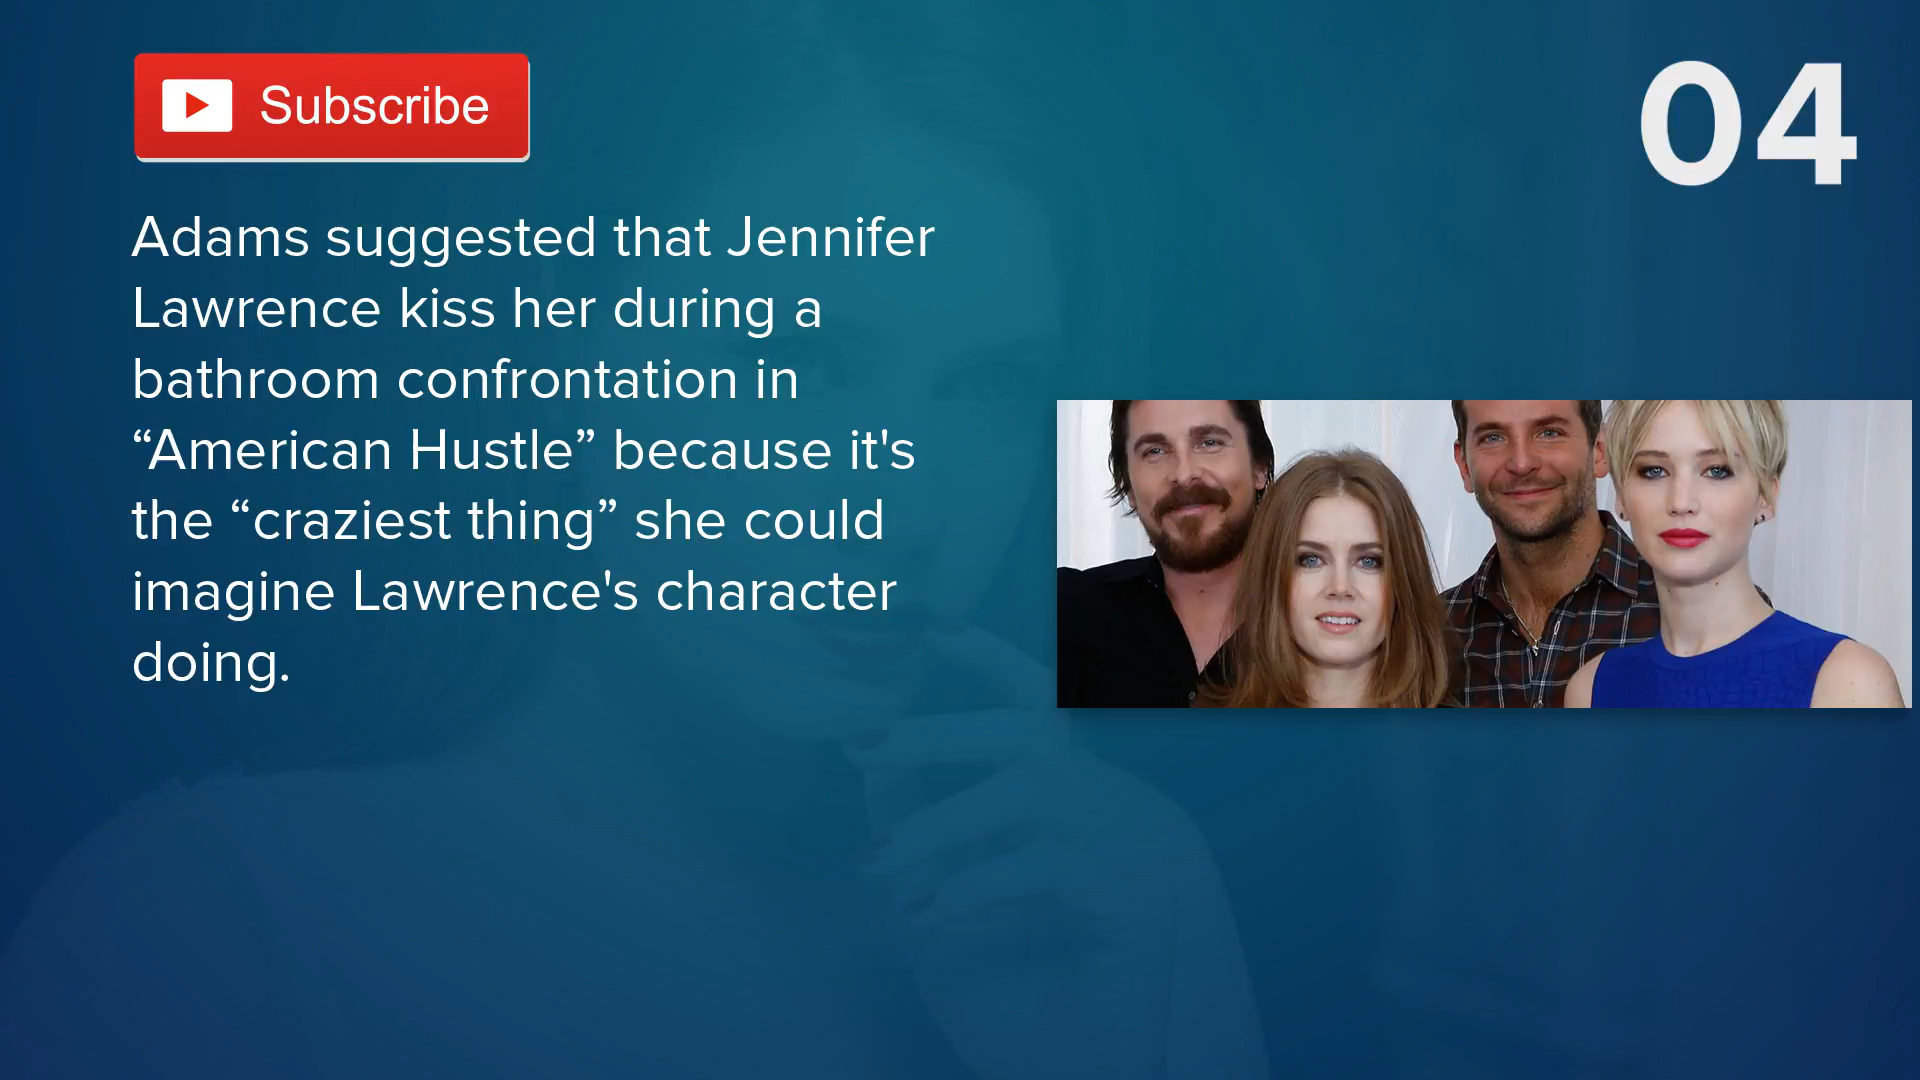 Subscribe
04
Adams suggested that Jennifer
Lawrence kiss her during a
bathroom confrontation in
“American Hustle” because it's
the “craziest thing” she could
imagine Lawrence's character
doing.